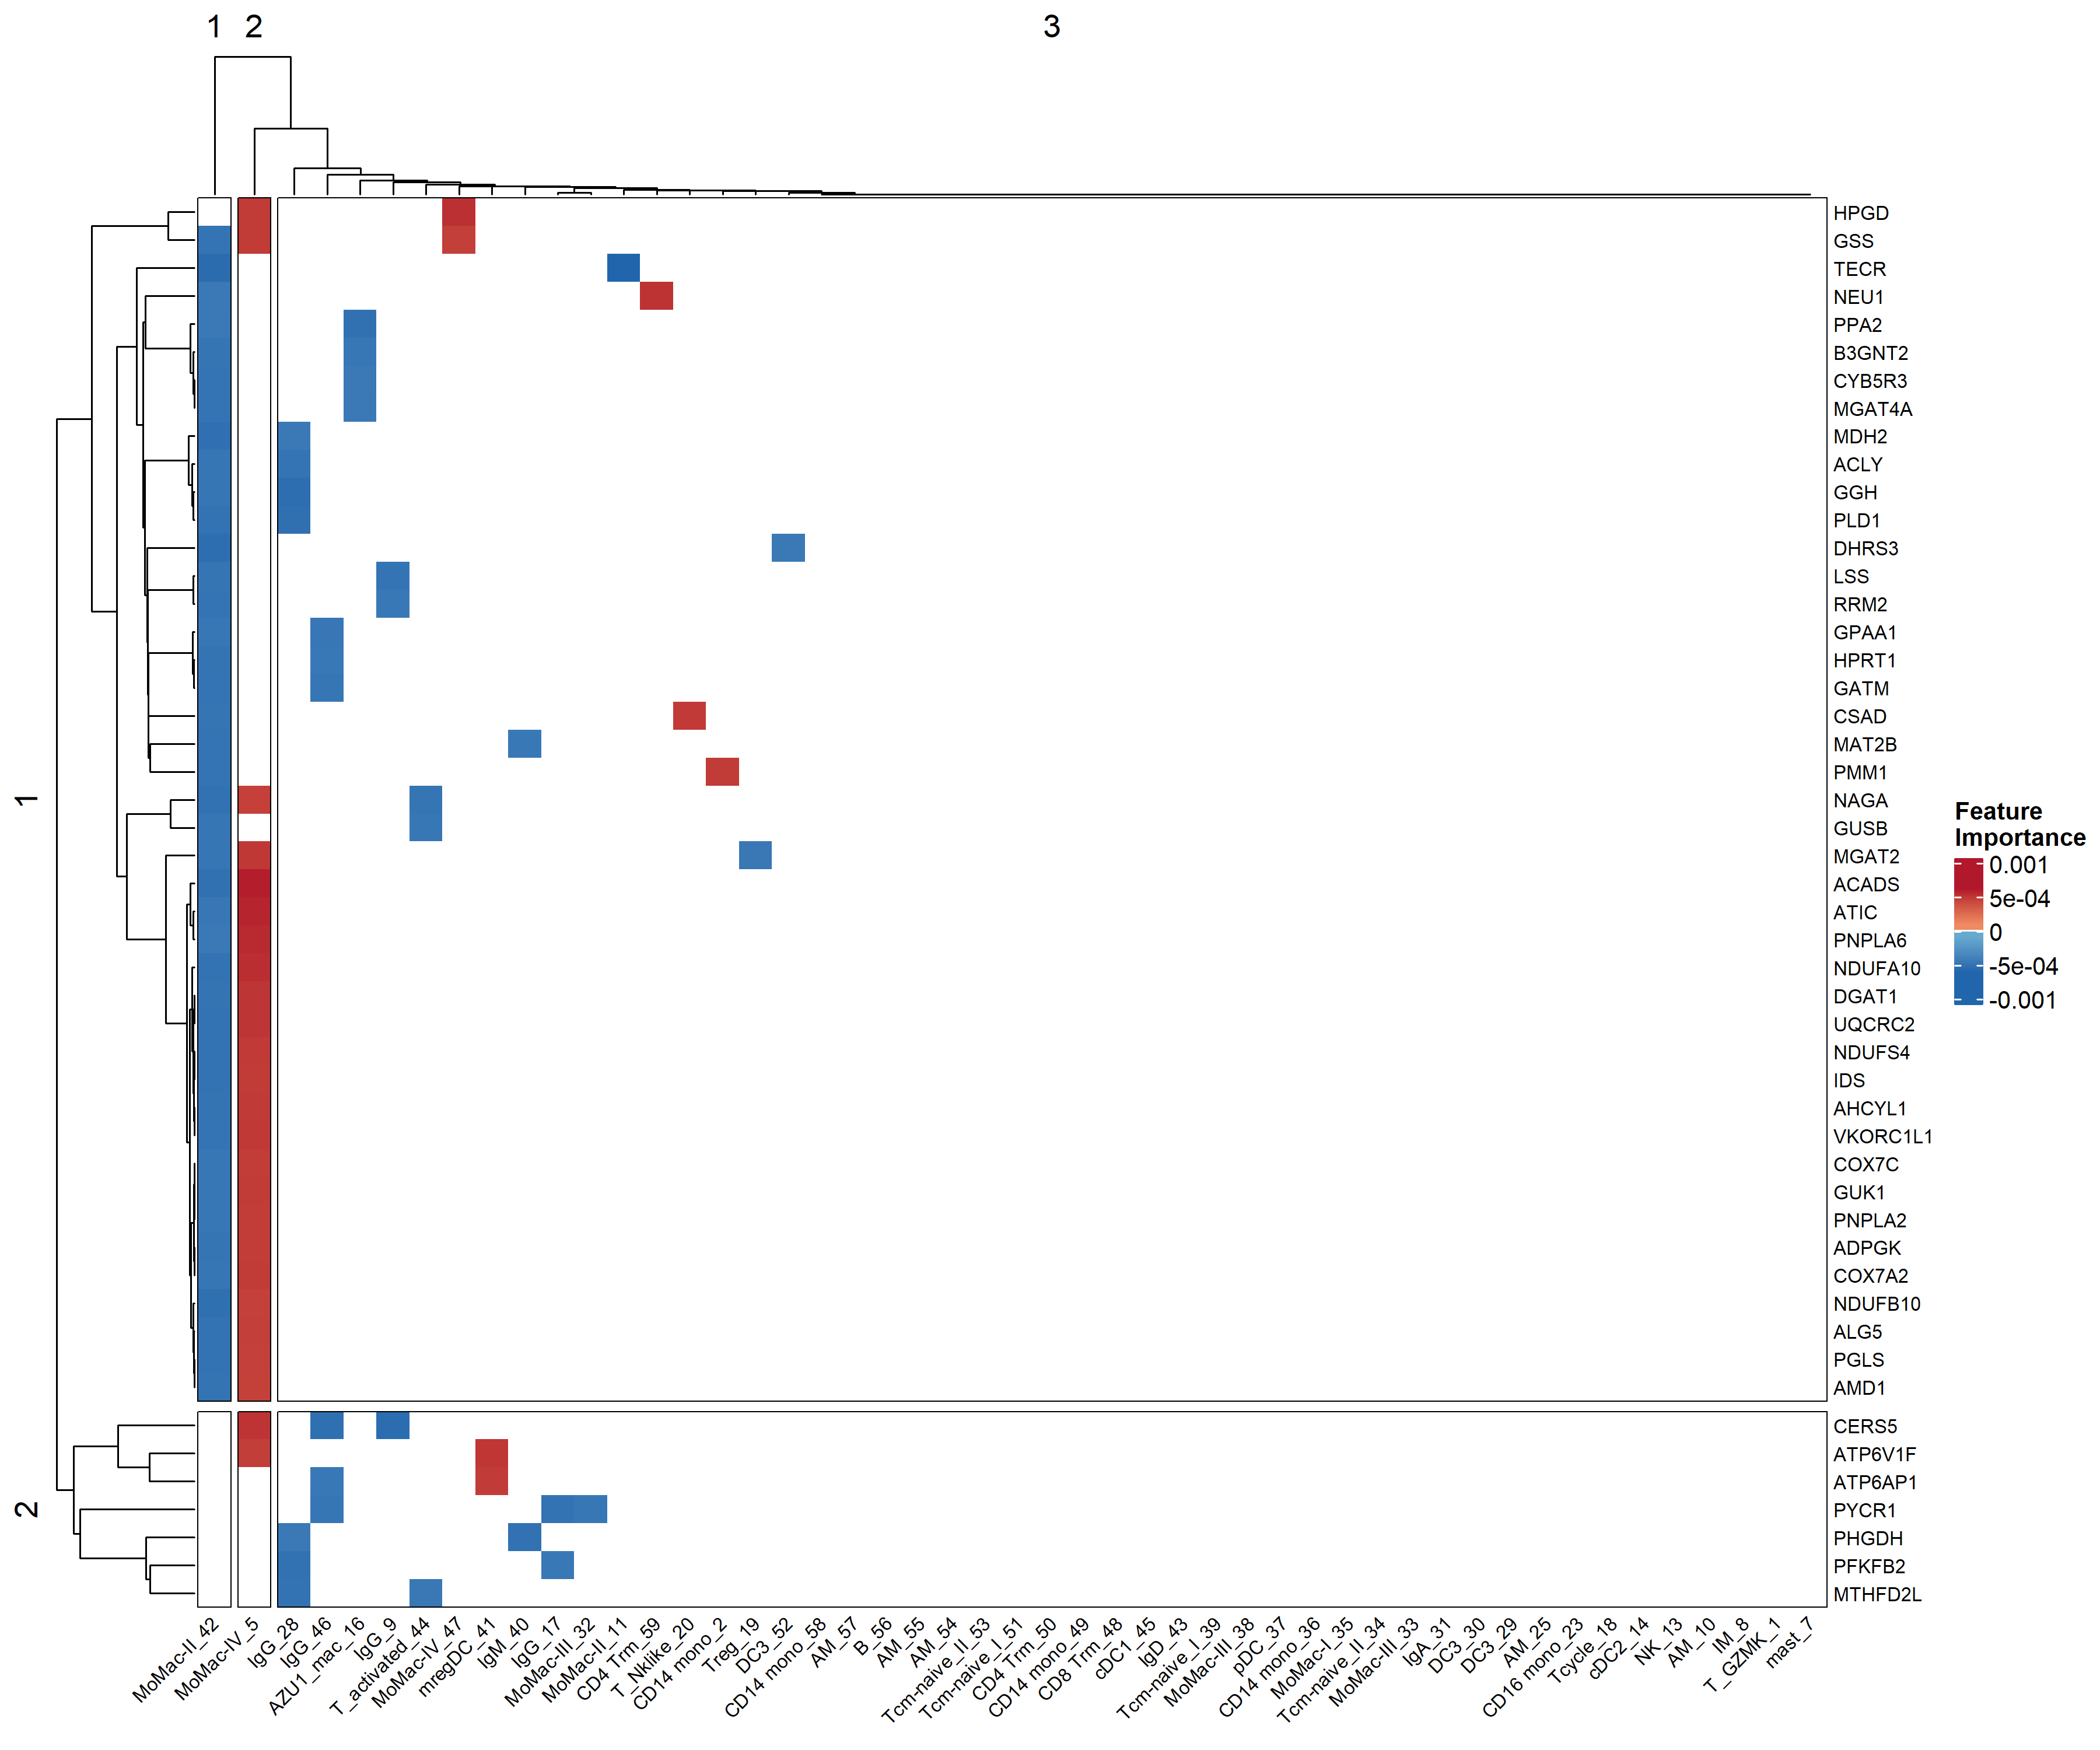 1 2 3
HPGD
GSS
TECR
NEU1
PPA2
B3GNT2
CYB5R3
MGAT4A
MDH2
ACLY
GGH
PLD1
DHRS3
LSS
RRM2
GPAA1
HPRT1
GATM
CSAD
MAT2B
PMM1
NAGA
GUSB
MGAT2
ACADS
ATIC
PNPLA6
NDUFA10
DGAT1
UQCRC2
NDUFS4
IDS
AHCYL1
VKORC1L1
COX7C
GUK1
PNPLA2
ADPGK
COX7A2
NDUFB10
ALG5
PGLS
AMD1
CERS5
ATP6V1F
ATP6AP1
PYCR1
PHGDH
PFKFB2
MTHFD2L
1
2
Feature
Importance
0.001
5e-04
0
-5e-04
-0.001
MoMac-II_42
MoMac-IV_5
IgG_28
IgG_46
AZU1_mac_16
IgG_9
T_activated_44
MoMac-IV_47
mregDC_41
IgM_40
IgG_17
MoMac-III_32
MoMac-II_11
CD4 Trm_59
T_Nklike_20
CD14 mono_2
Treg_19
DC3_52
CD14 mono_58
AM_57
B_56
AM_55
AM_54
Tcm-naive_II_53
Tcm-naive_I_51
CD4 Trm_50
CD14 mono_49
CD8 Trm_48
cDC1_45
IgD_43
Tcm-naive_I_39
MoMac-III_38
pDC_37
CD14 mono_36
MoMac-I_35
Tcm-naive_II_34
MoMac-III_33
IgA_31
DC3_30
DC3_29
AM_25
CD16 mono_23
Tcycle_18
cDC2_14
NK_13
AM_10
IM_8
T_GZMK_1
mast_7